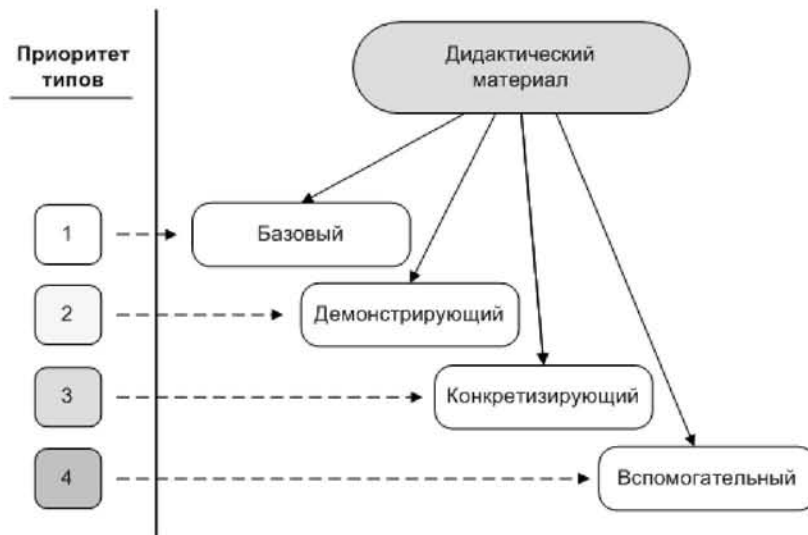 Приоритет
типов
Дидактический
материал
1
Базовый
2
Демонстрирующий
3
Конкретизирующий
4
Вспомогательный